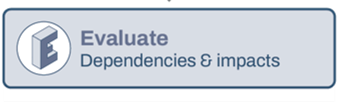 E
Evaluate
Dependencies & impacts